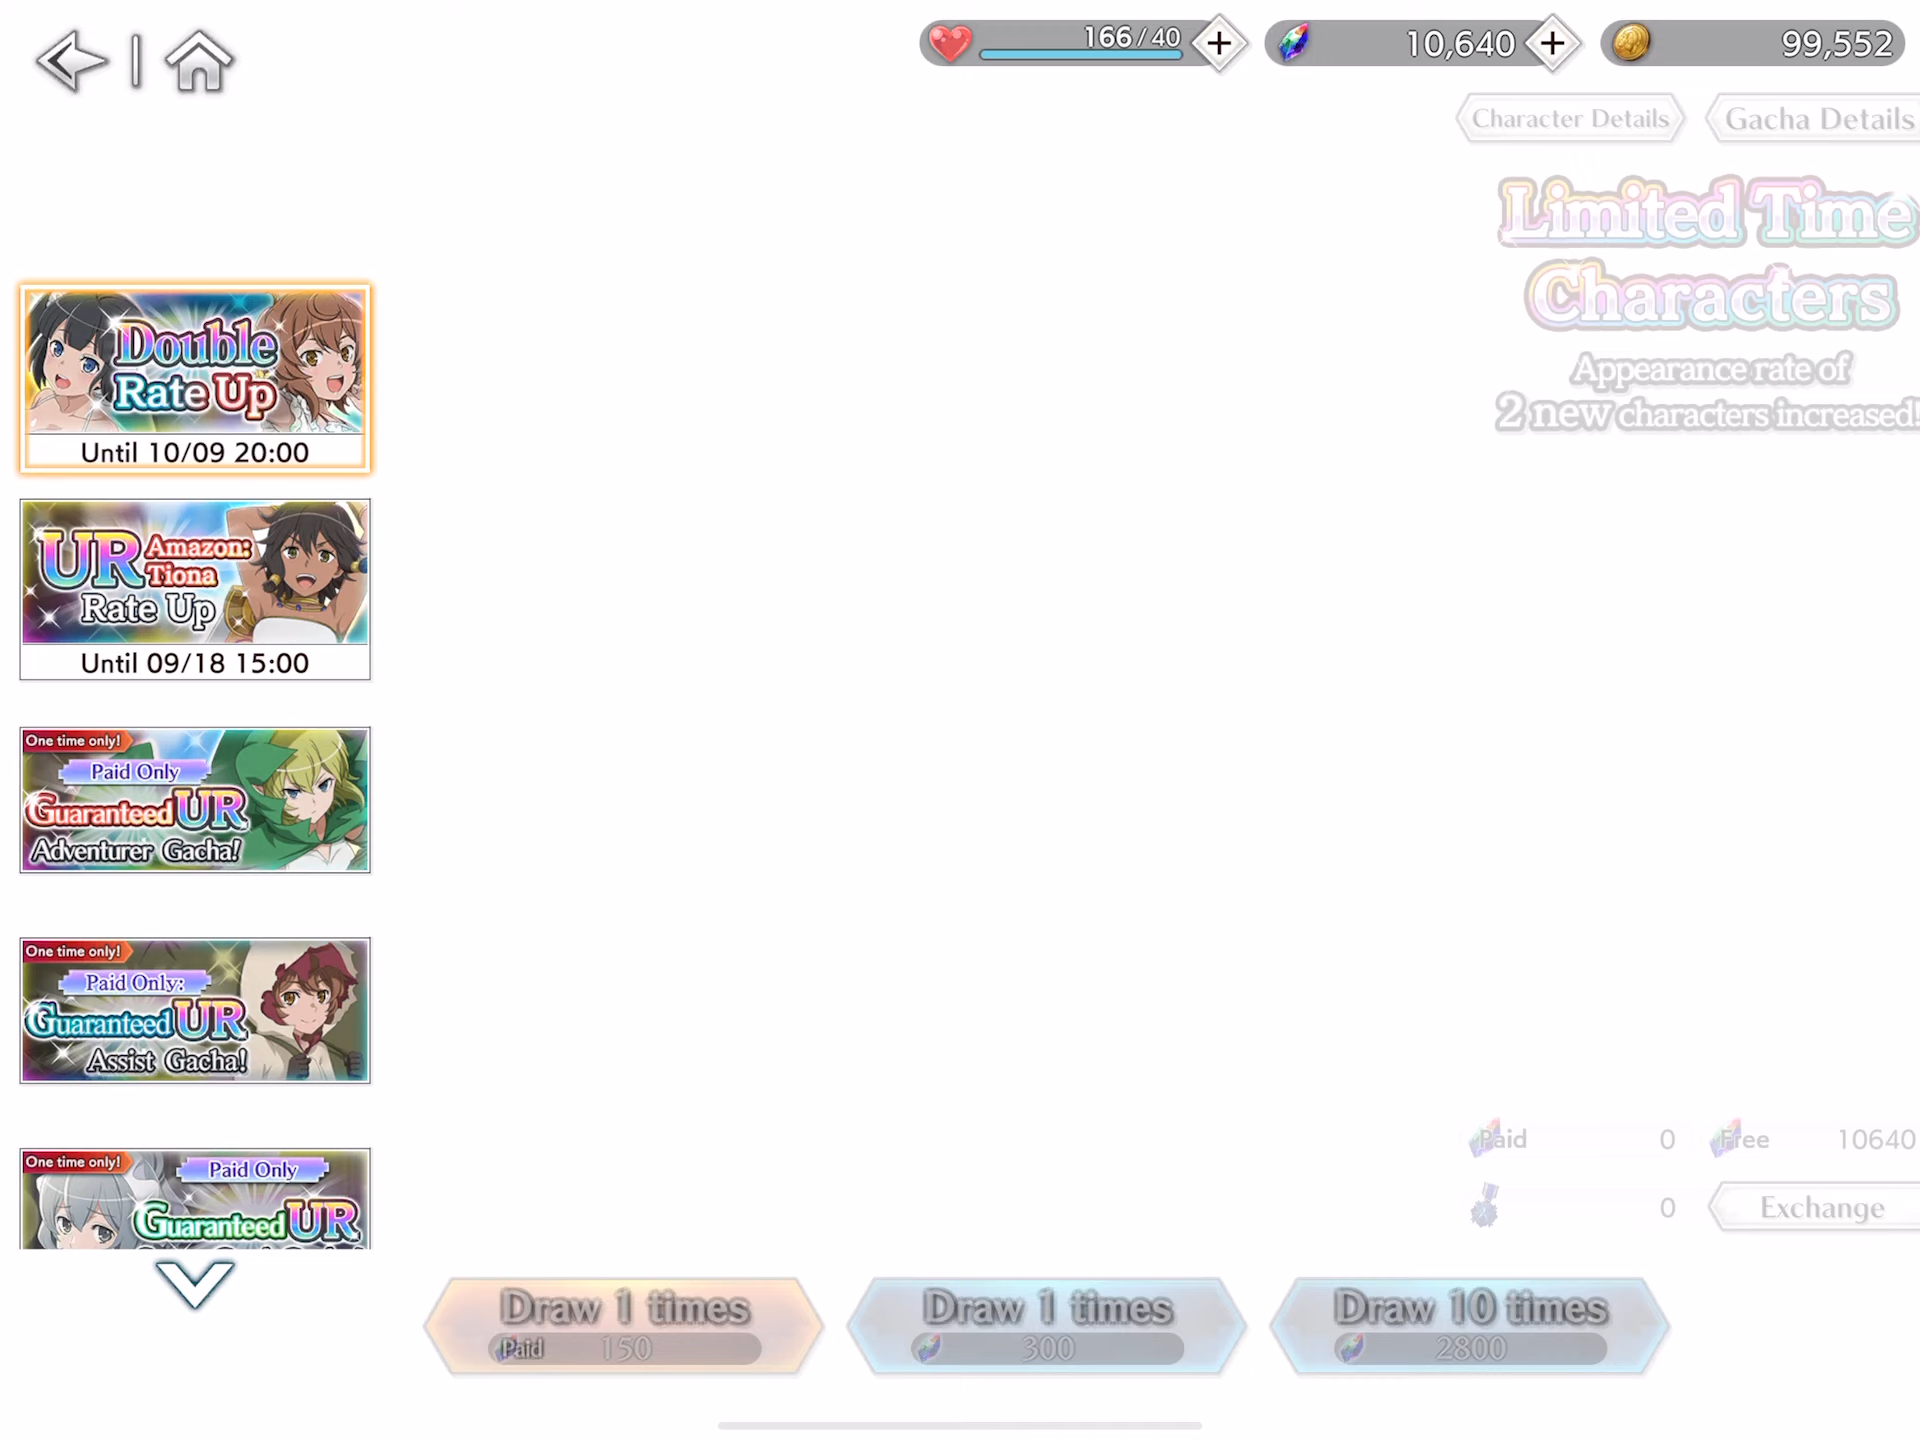 166/40
10,640
99,552
Character Details
Gacha Details
Limited Time
Characters
Appearance rate of
2 new characters increased!
Double
Rate Up
Until 10/09 20:00
UR Amazon:
Tiona
Rate Up
Until 09/18 15:00
One time only!
Paid Only
Guaranteed UR
Adventurer Gacha!
One time only!
Paid Only:
Guaranteed UR
Assist Gacha!
One time only!
Paid Only
Guaranteed UR
Paid 0
Free 10640
0
Exchange
Draw 1 times
Paid 150
Draw 1 times
300
Draw 10 times
2800